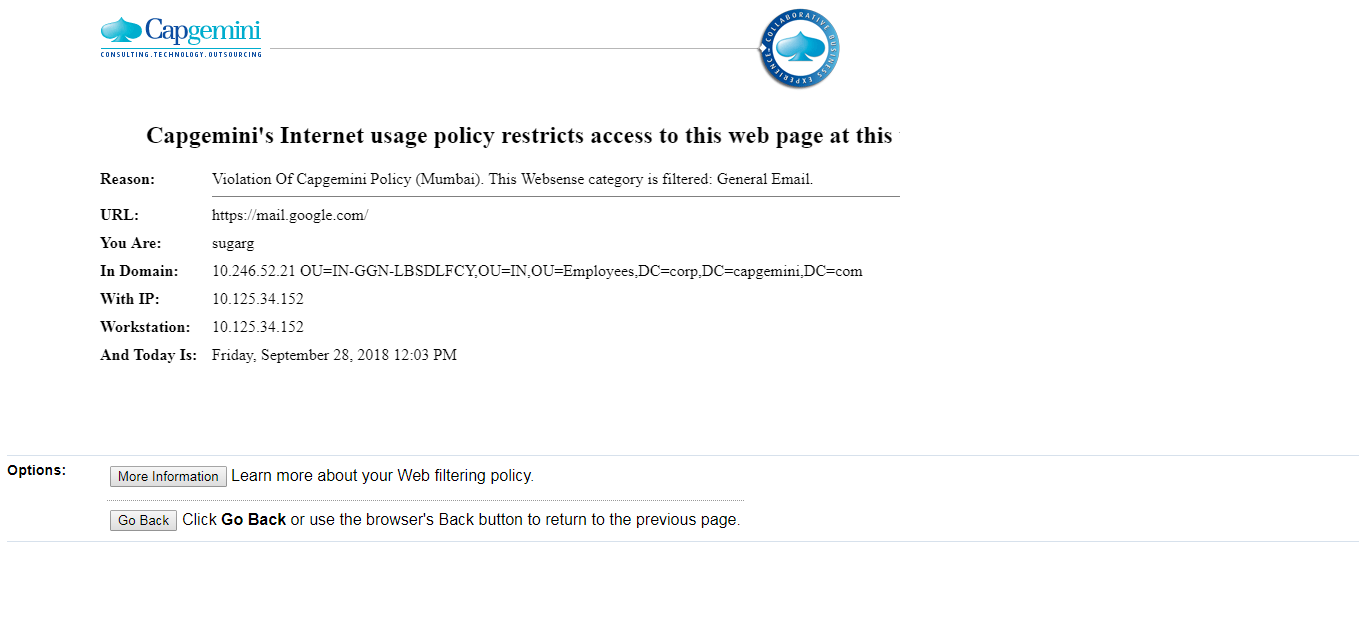 Capgemini
CONSULTING.TECHNOLOGY.OUTSOURCING
COLLABORATIVE BUSINESS EXPERIENCE
Capgemini's Internet usage policy restricts access to this web page at this
Reason: Violation Of Capgemini Policy (Mumbai). This Websense category is filtered: General Email.
URL: https://mail.google.com/
You Are: sugarg
In Domain: 10.246.52.21 OU=IN-GGN-LBSDLFCY,OU=IN,OU=Employees,DC=corp,DC=capgemini,DC=com
With IP: 10.125.34.152
Workstation: 10.125.34.152
And Today Is: Friday, September 28, 2018 12:03 PM
Options: More Information Learn more about your Web filtering policy.
Go Back Click Go Back or use the browser's Back button to return to the previous page.